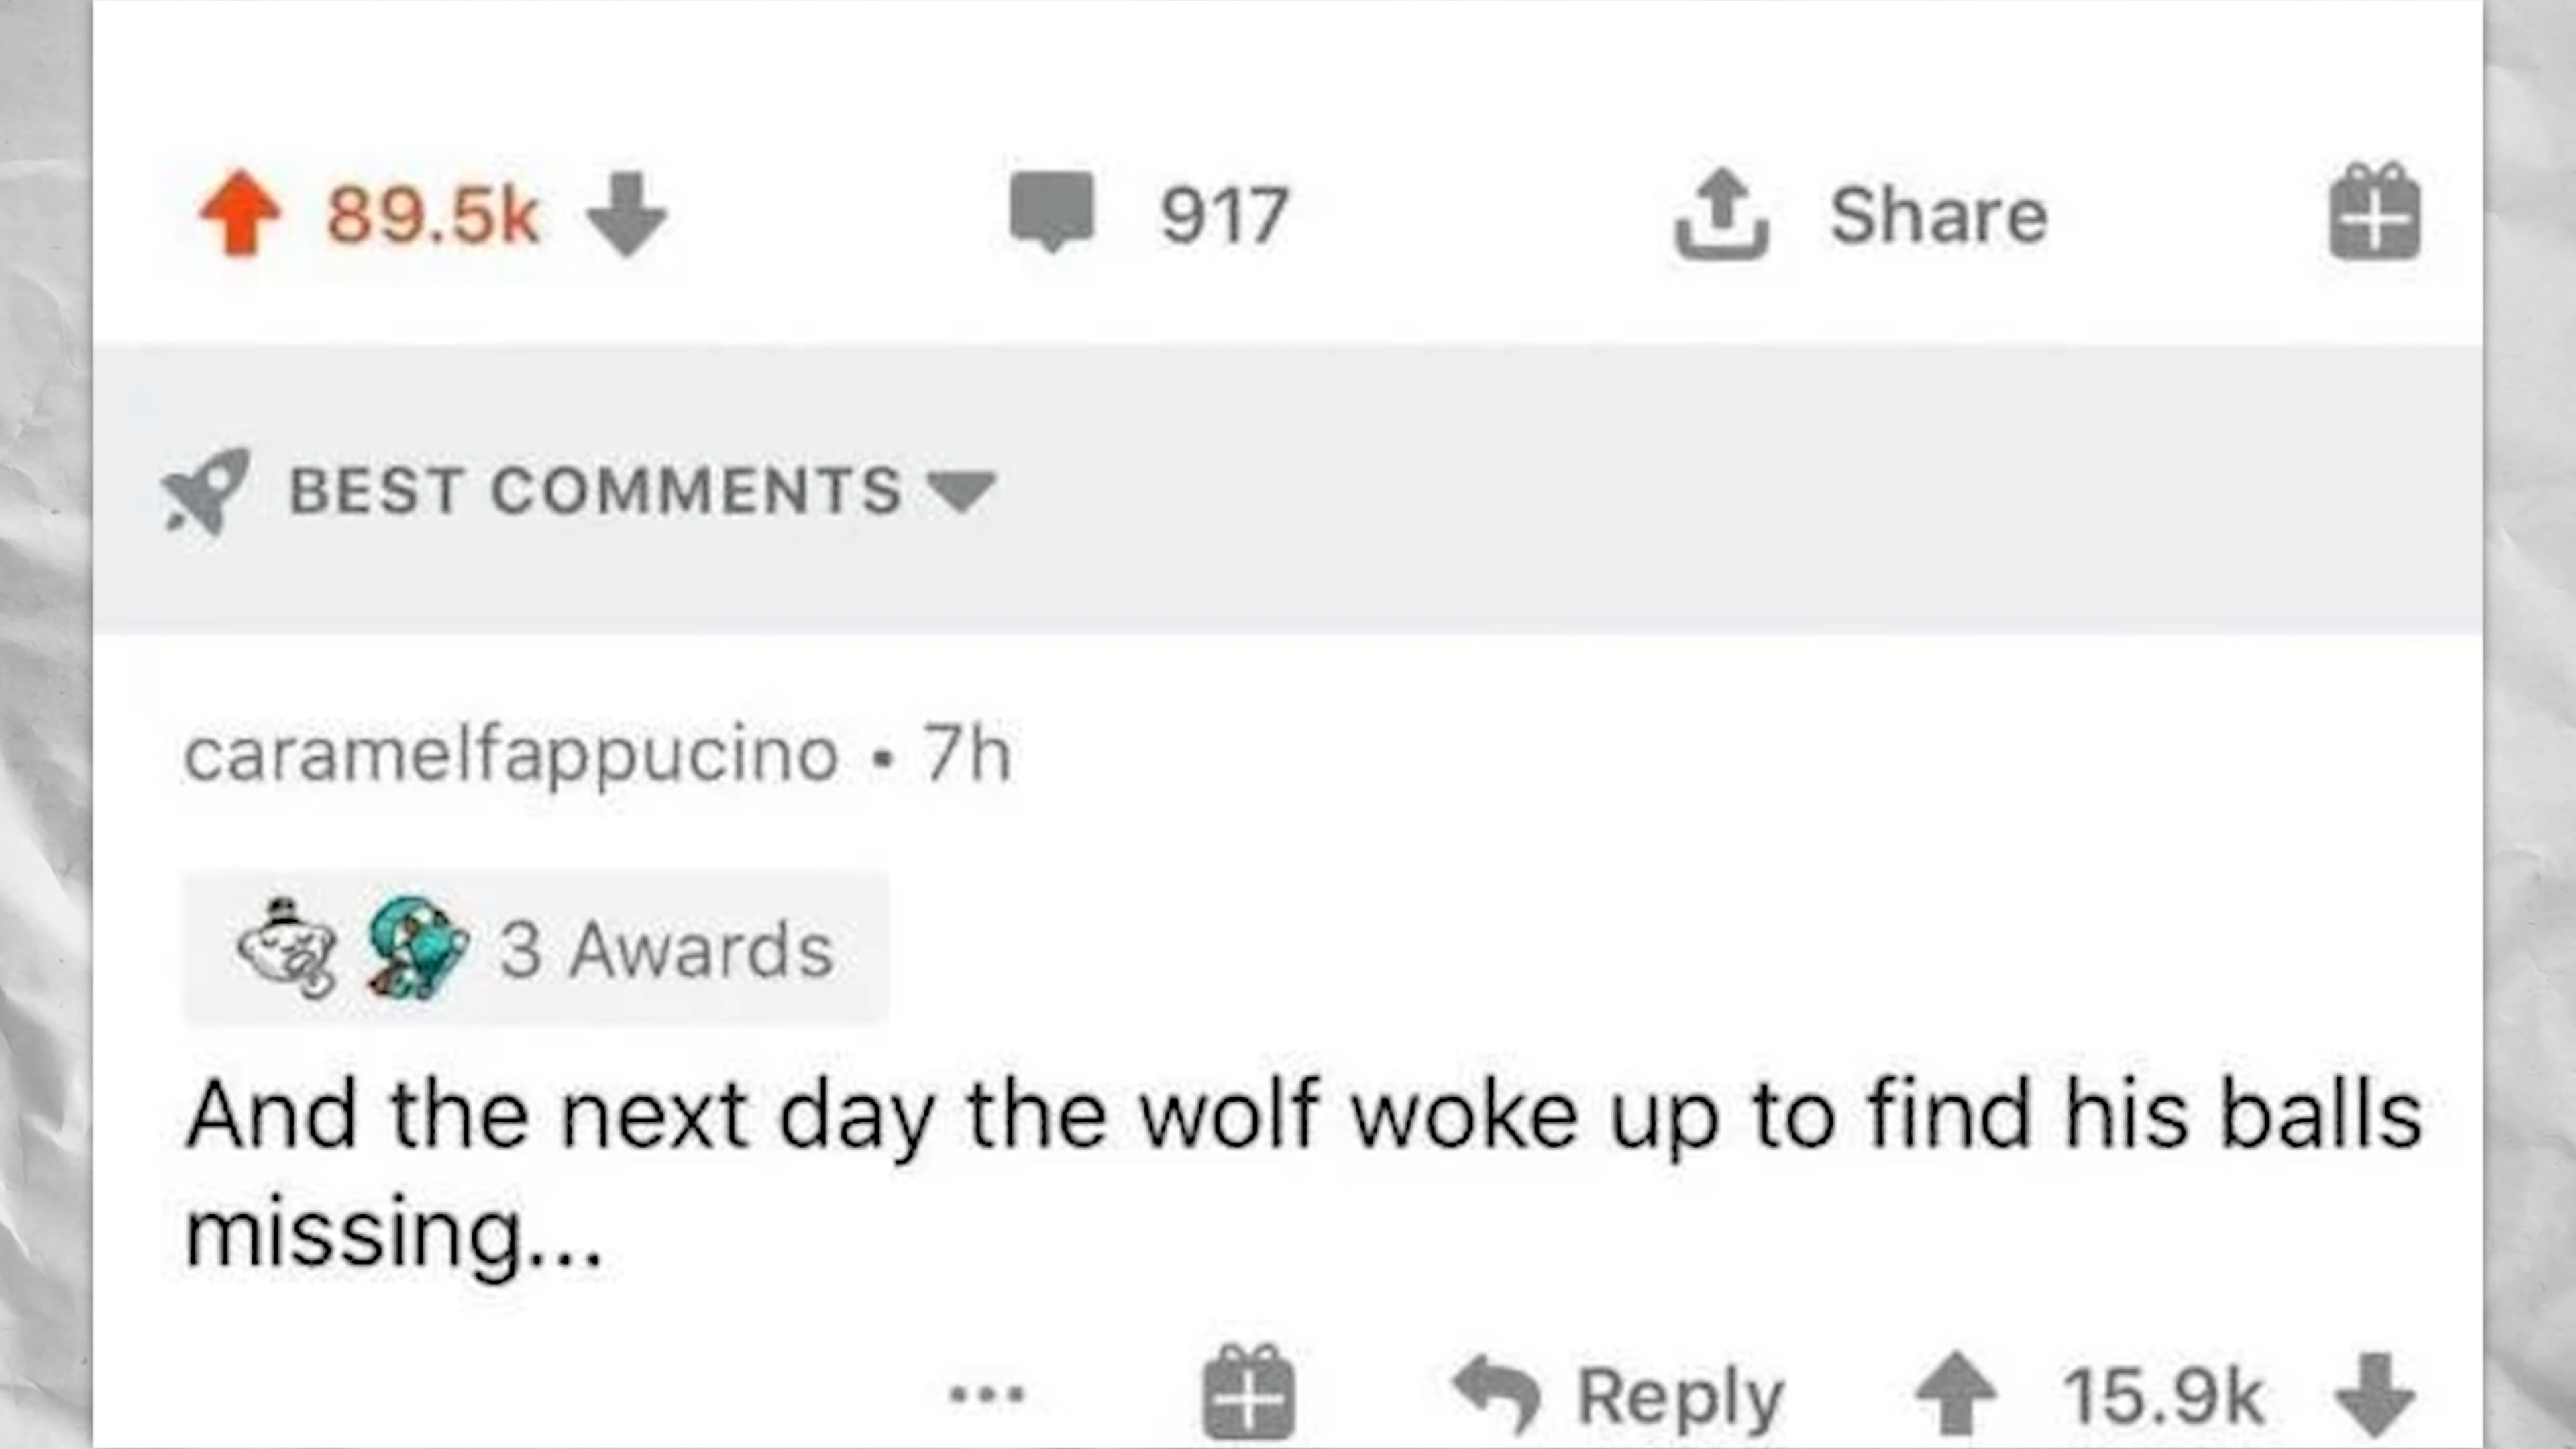 89.5k 917 Share
BEST COMMENTS
caramelfappucino • 7h
3 Awards
And the next day the wolf woke up to find his balls
missing...
Reply 15.9k